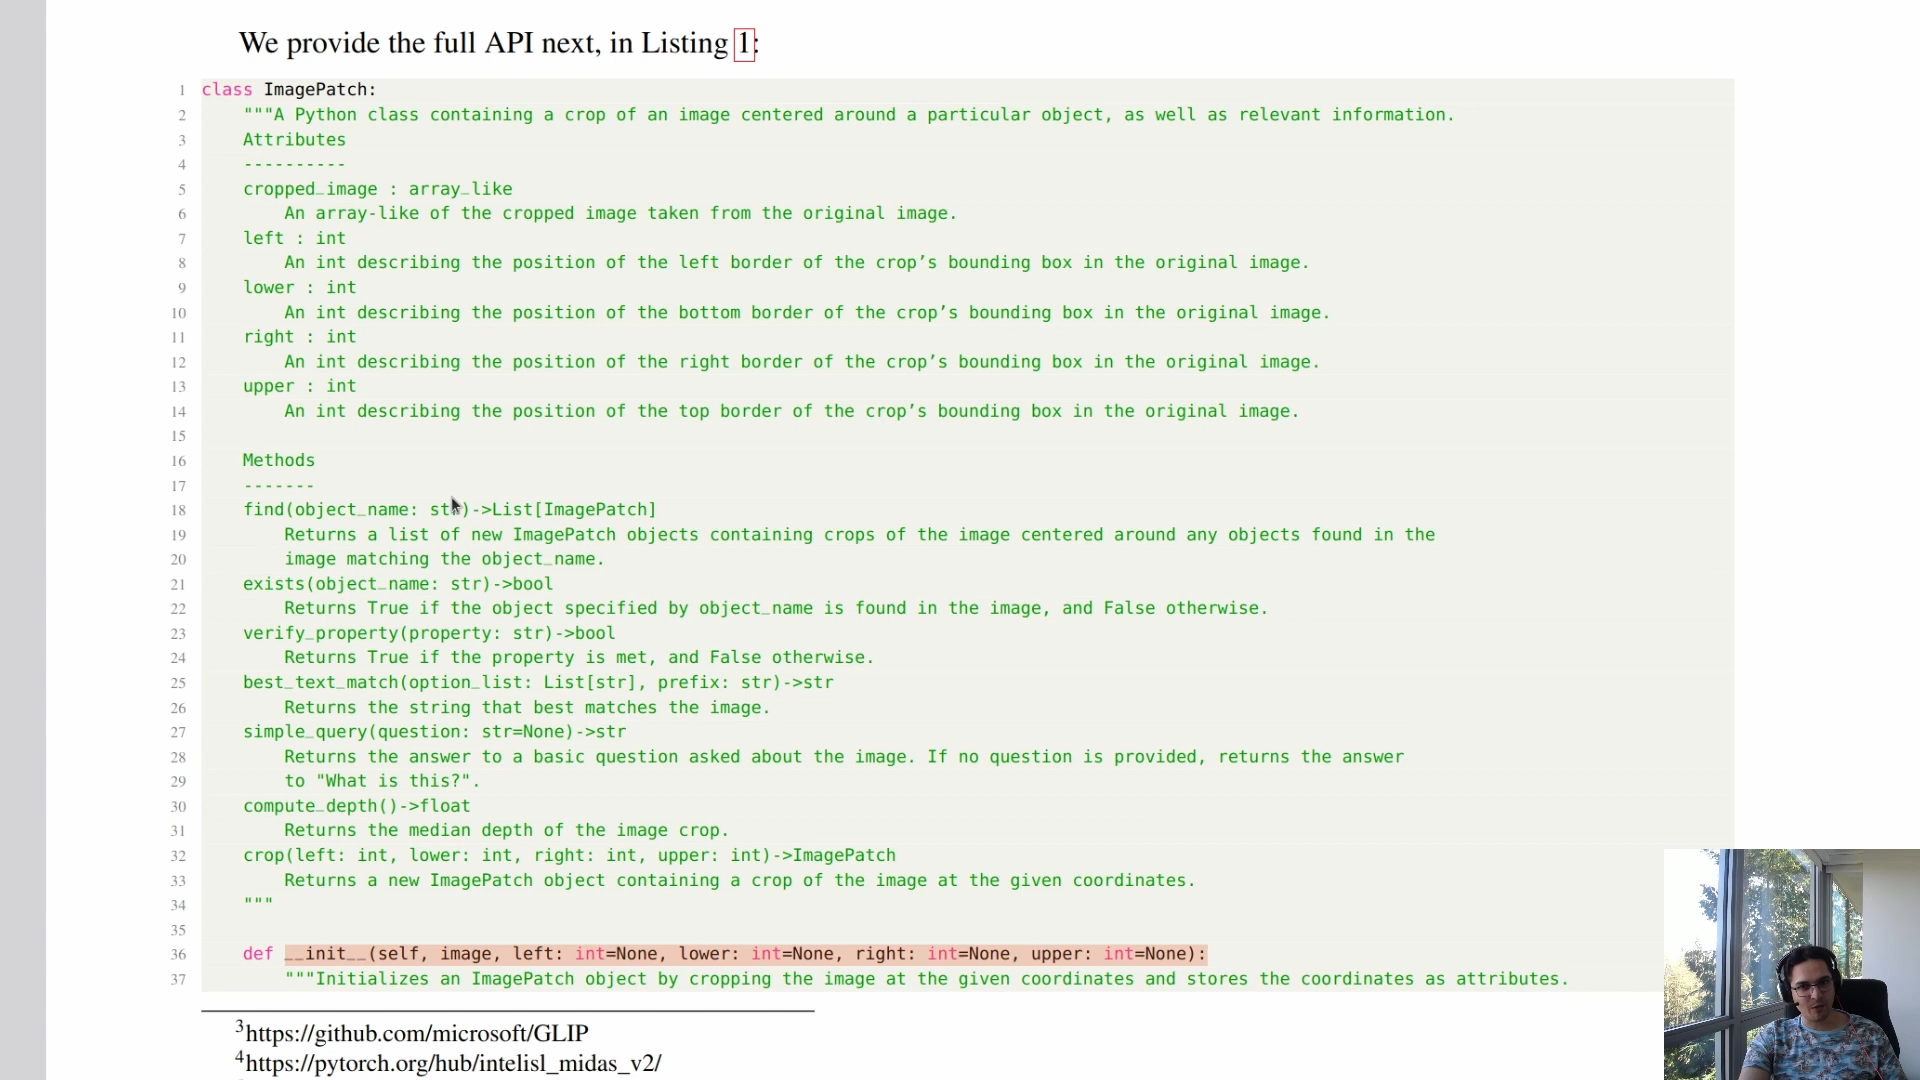 We provide the full API next, in Listing 1:
1 class ImagePatch:
2 """A Python class containing a crop of an image centered around a particular object, as well as relevant information.
3 Attributes
4 ----------
5 cropped_image : array_like
6 An array-like of the cropped image taken from the original image.
7 left : int
8 An int describing the position of the left border of the crop’s bounding box in the original image.
9 lower : int
10 An int describing the position of the bottom border of the crop’s bounding box in the original image.
11 right : int
12 An int describing the position of the right border of the crop’s bounding box in the original image.
13 upper : int
14 An int describing the position of the top border of the crop’s bounding box in the original image.
15
16 Methods
17 -------
18 find(object_name: str)->List[ImagePatch]
19 Returns a list of new ImagePatch objects containing crops of the image centered around any objects found in the
20 image matching the object_name.
21 exists(object_name: str)->bool
22 Returns True if the object specified by object_name is found in the image, and False otherwise.
23 verify_property(property: str)->bool
24 Returns True if the property is met, and False otherwise.
25 best_text_match(option_list: List[str], prefix: str)->str
26 Returns the string that best matches the image.
27 simple_query(question: str=None)->str
28 Returns the answer to a basic question asked about the image. If no question is provided, returns the answer
29 to "What is this?".
30 compute_depth()->float
31 Returns the median depth of the image crop.
32 crop(left: int, lower: int, right: int, upper: int)->ImagePatch
33 Returns a new ImagePatch object containing a crop of the image at the given coordinates.
34 """
35
36 def __init__(self, image, left: int=None, lower: int=None, right: int=None, upper: int=None):
37 """Initializes an ImagePatch object by cropping the image at the given coordinates and stores the coordinates as attributes.
3https://github.com/microsoft/GLIP
4https://pytorch.org/hub/intelisl_midas_v2/